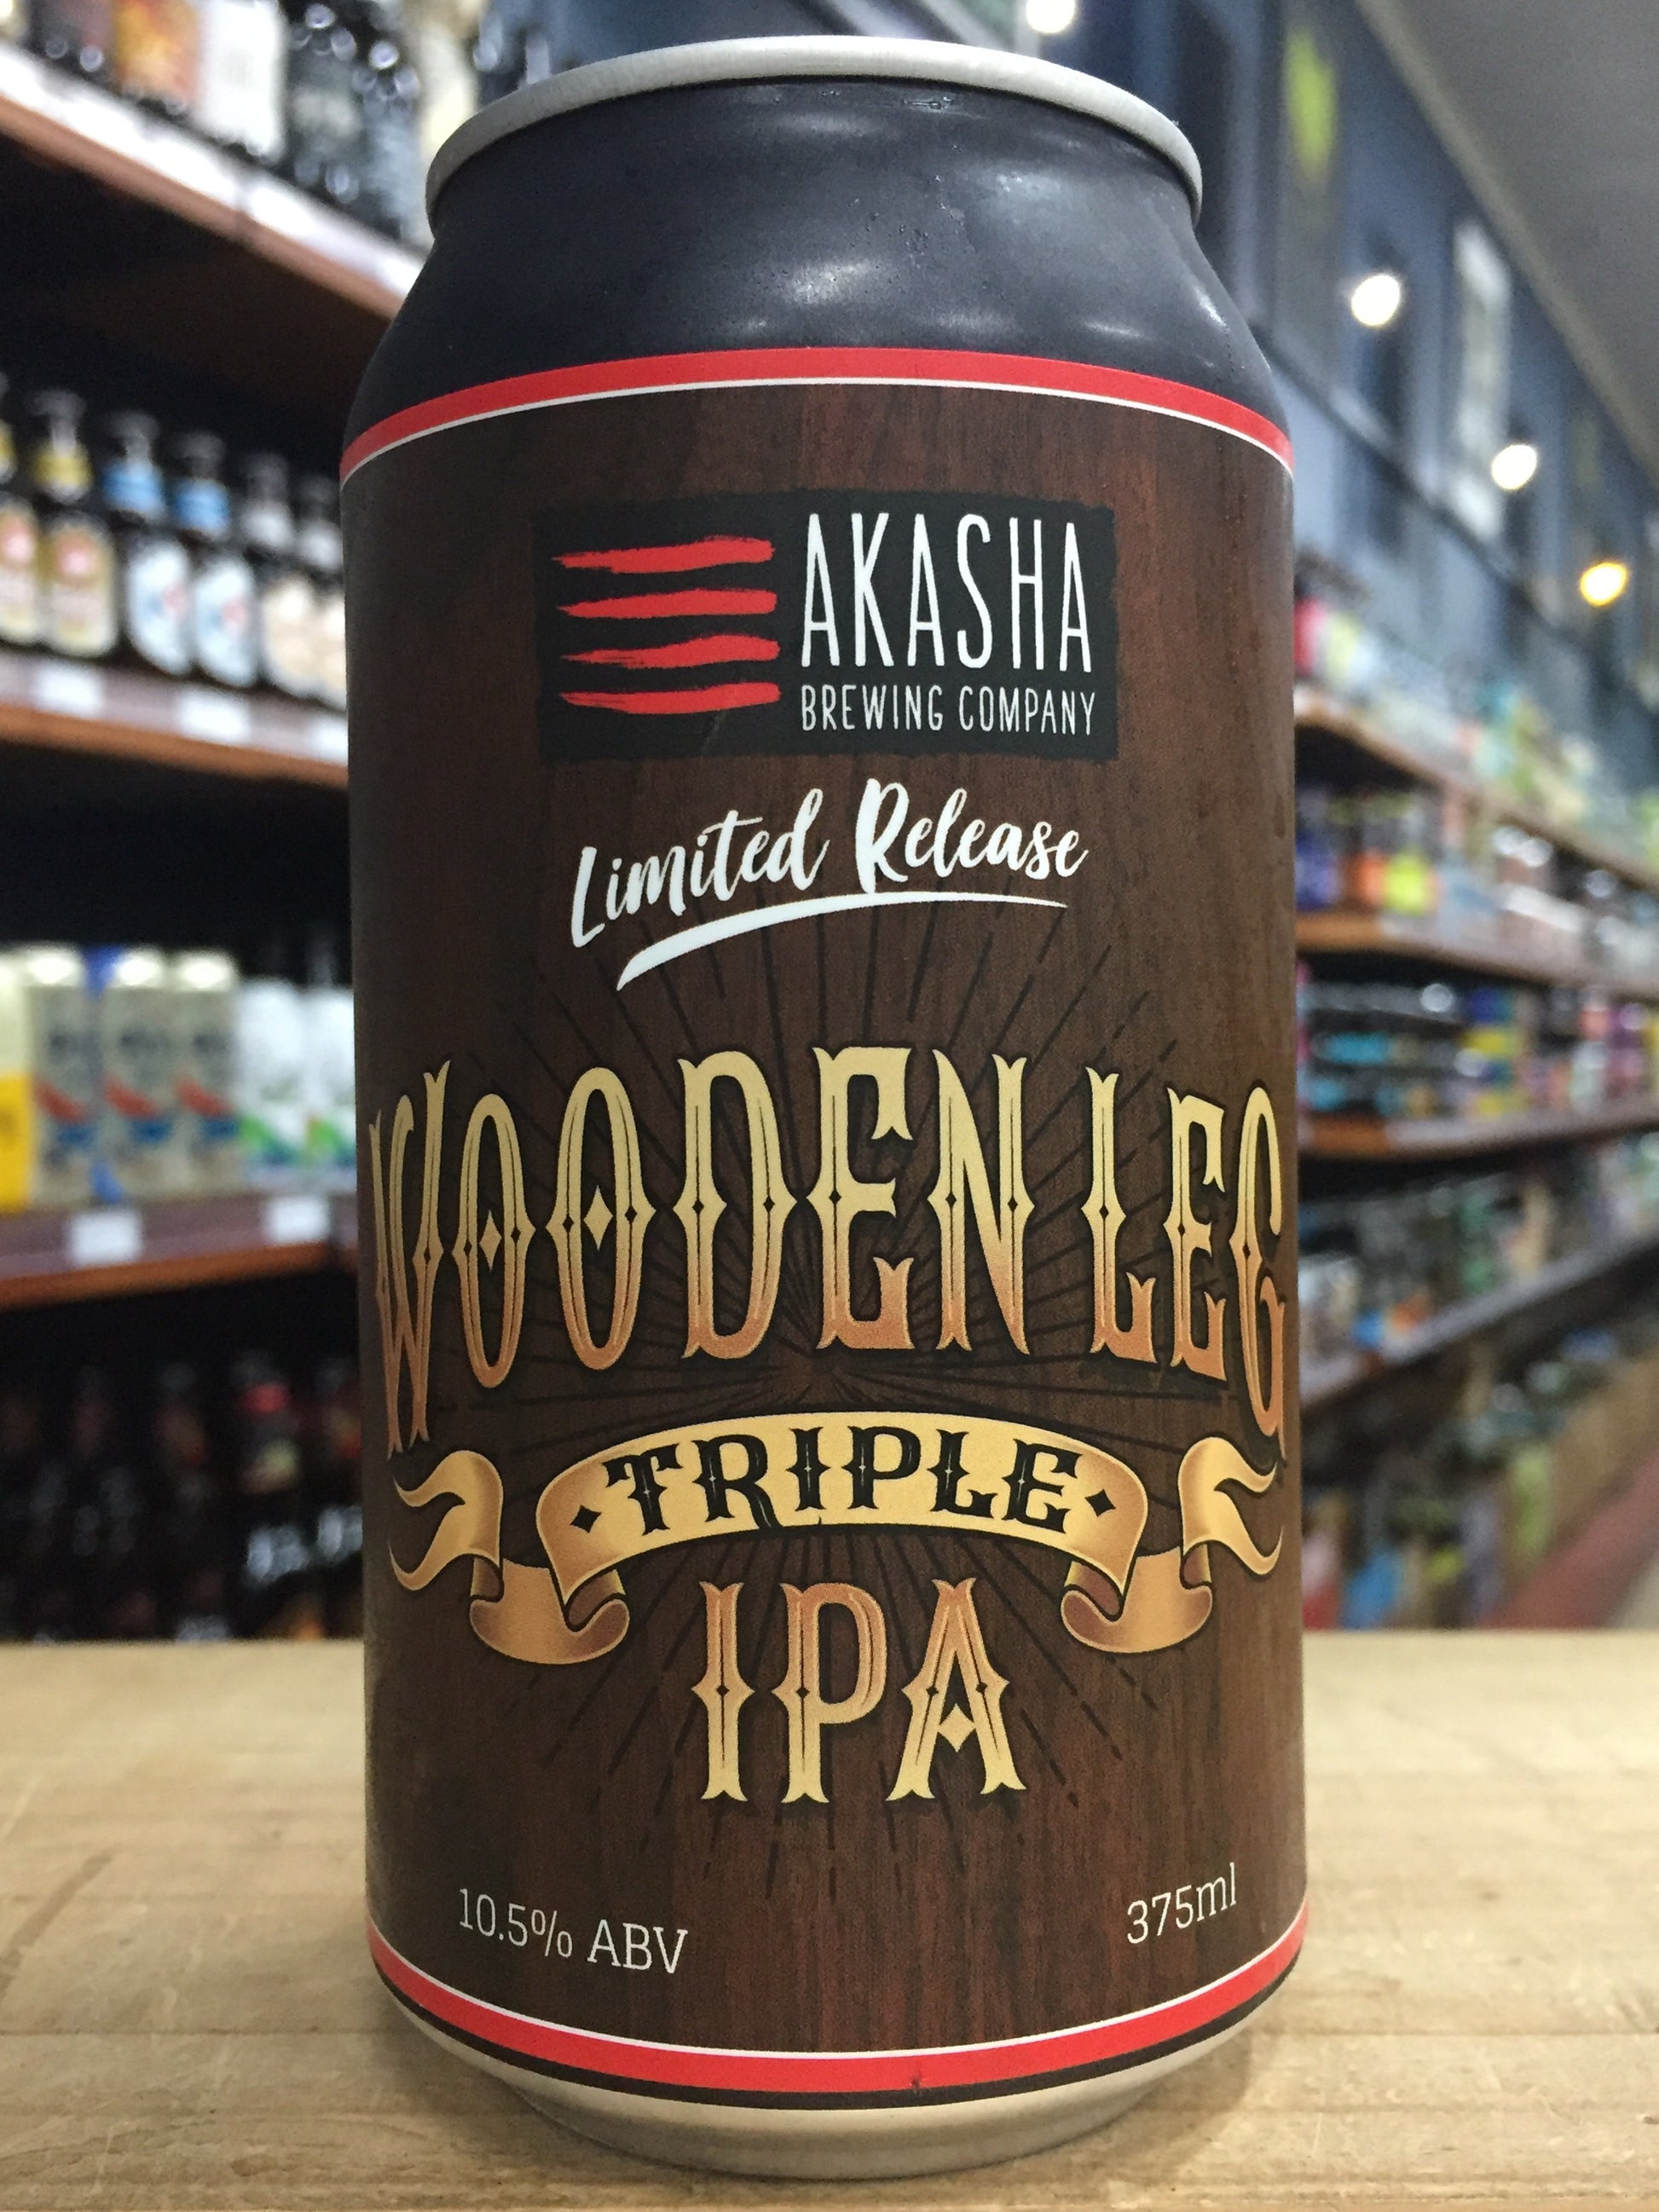 AKASHA
BREWING COMPANY
Limited Release
WOODEN LEG
TRIPLE
IPA
10.5% ABV
375ml